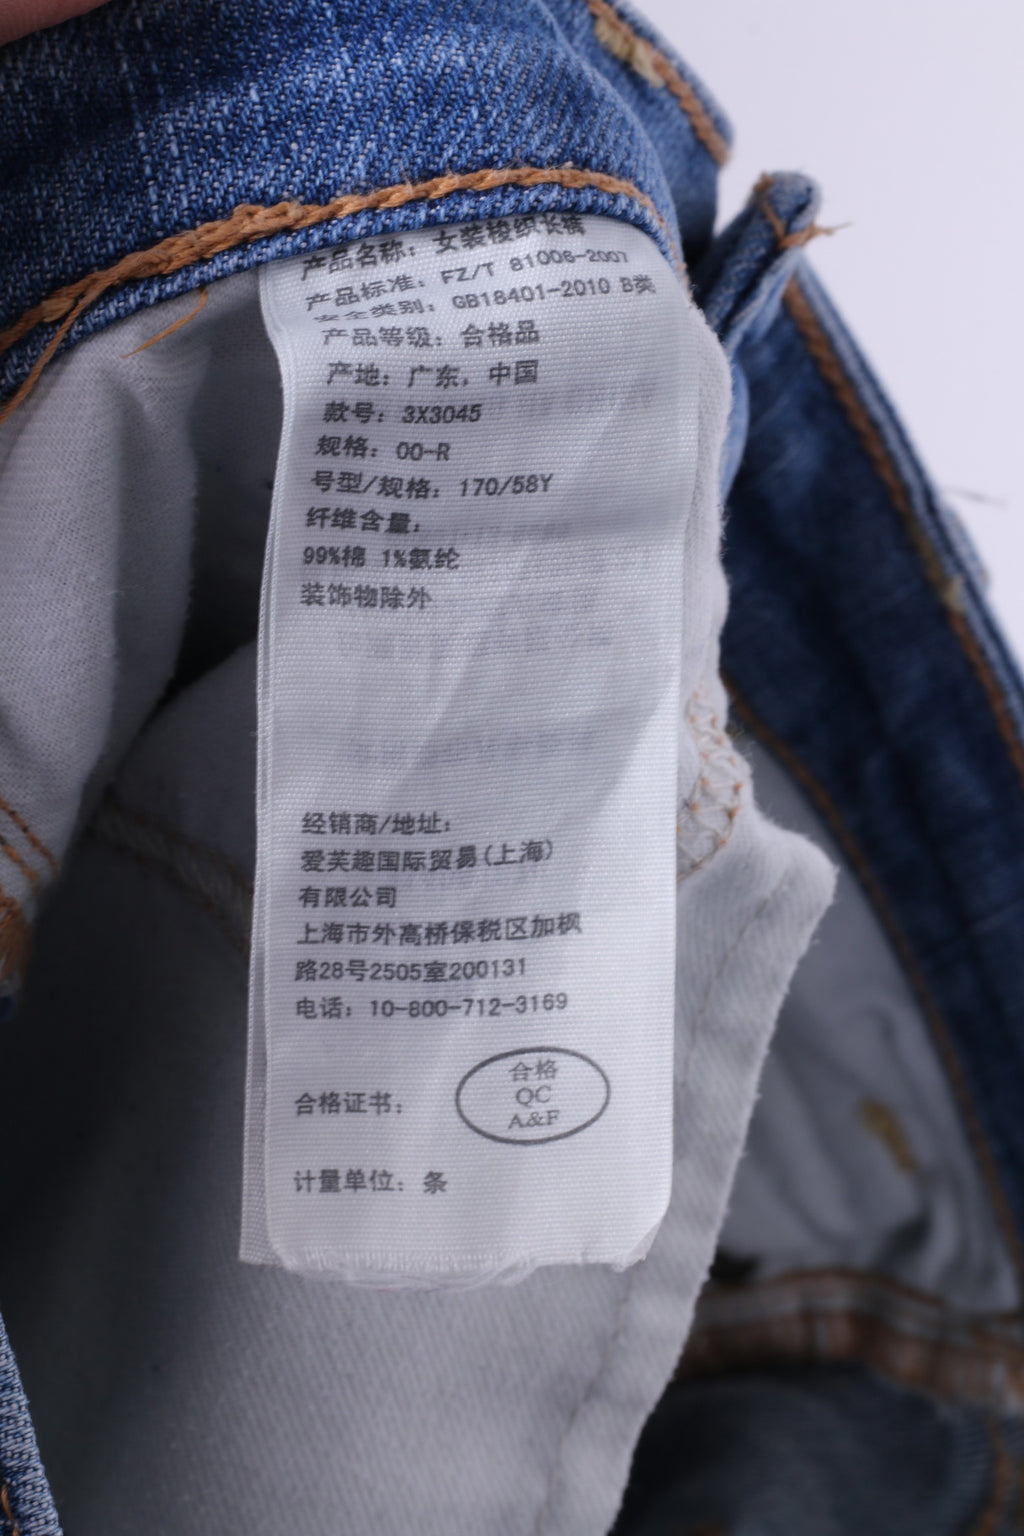 产品名称：女装梭织长裤
产品标准：FZ/T 81006-2007
安全类别：GB18401-2010 B类
产品等级：合格品
产地：广东，中国
款号：3X3045
规格：00-R
号型/规格：170/58Y
纤维含量：
99%棉 1%氨纶
装饰物除外
经销商/地址：
爱芙趣国际贸易(上海)
有限公司
上海市外高桥保税区加枫
路28号2505室200131
电话：10-800-712-3169
合格证书：
合格
QC
A&F
计量单位：条